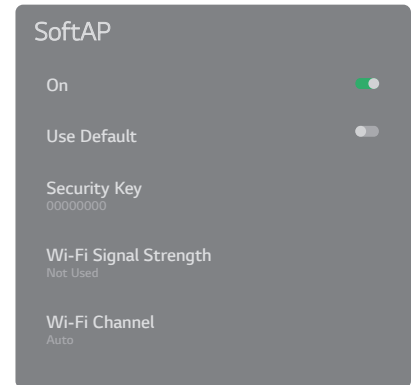 SoftAP
On
Use Default
Security Key
00000000
Wi-Fi Signal Strength
Not Used
Wi-Fi Channel
Auto